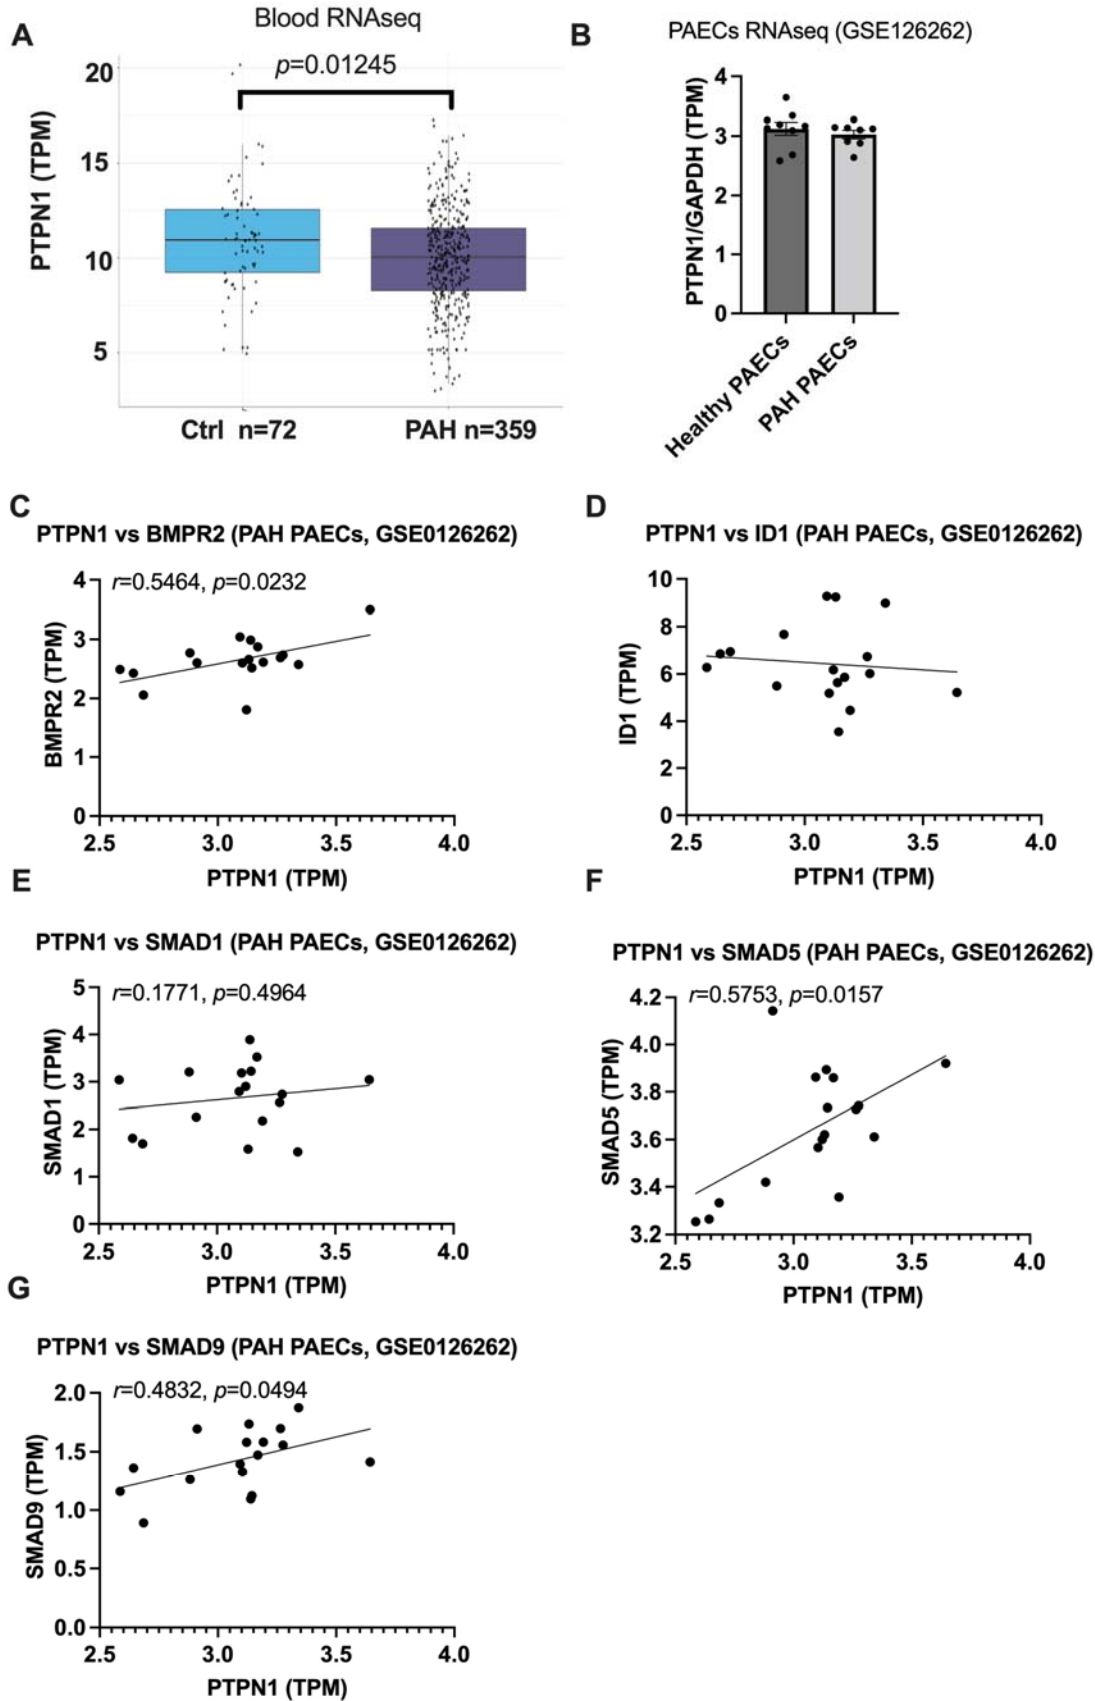 A
Blood RNAseq
p=0.01245
PTPN1 (TPM)
20
15
10
5
Ctrl n=72
PAH n=359
B
PAECs RNAseq (GSE126262)
PTPN1/GAPDH (TPM)
4
3
2
1
0
Healthy PAECs
PAH PAECs
C
PTPN1 vs BMPR2 (PAH PAECs, GSE0126262)
r=0.5464, p=0.0232
BMPR2 (TPM)
4
3
2
1
0
2.5 3.0 3.5 4.0
PTPN1 (TPM)
D
PTPN1 vs ID1 (PAH PAECs, GSE0126262)
ID1 (TPM)
10
8
6
4
2
0
2.5 3.0 3.5 4.0
PTPN1 (TPM)
E
PTPN1 vs SMAD1 (PAH PAECs, GSE0126262)
r=0.1771, p=0.4964
SMAD1 (TPM)
5
4
3
2
1
0
2.5 3.0 3.5 4.0
PTPN1 (TPM)
F
PTPN1 vs SMAD5 (PAH PAECs, GSE0126262)
r=0.5753, p=0.0157
SMAD5 (TPM)
4.2
4.0
3.8
3.6
3.4
3.2
2.5 3.0 3.5 4.0
PTPN1 (TPM)
G
PTPN1 vs SMAD9 (PAH PAECs, GSE0126262)
r=0.4832, p=0.0494
SMAD9 (TPM)
2.0
1.5
1.0
0.5
0.0
2.5 3.0 3.5 4.0
PTPN1 (TPM)